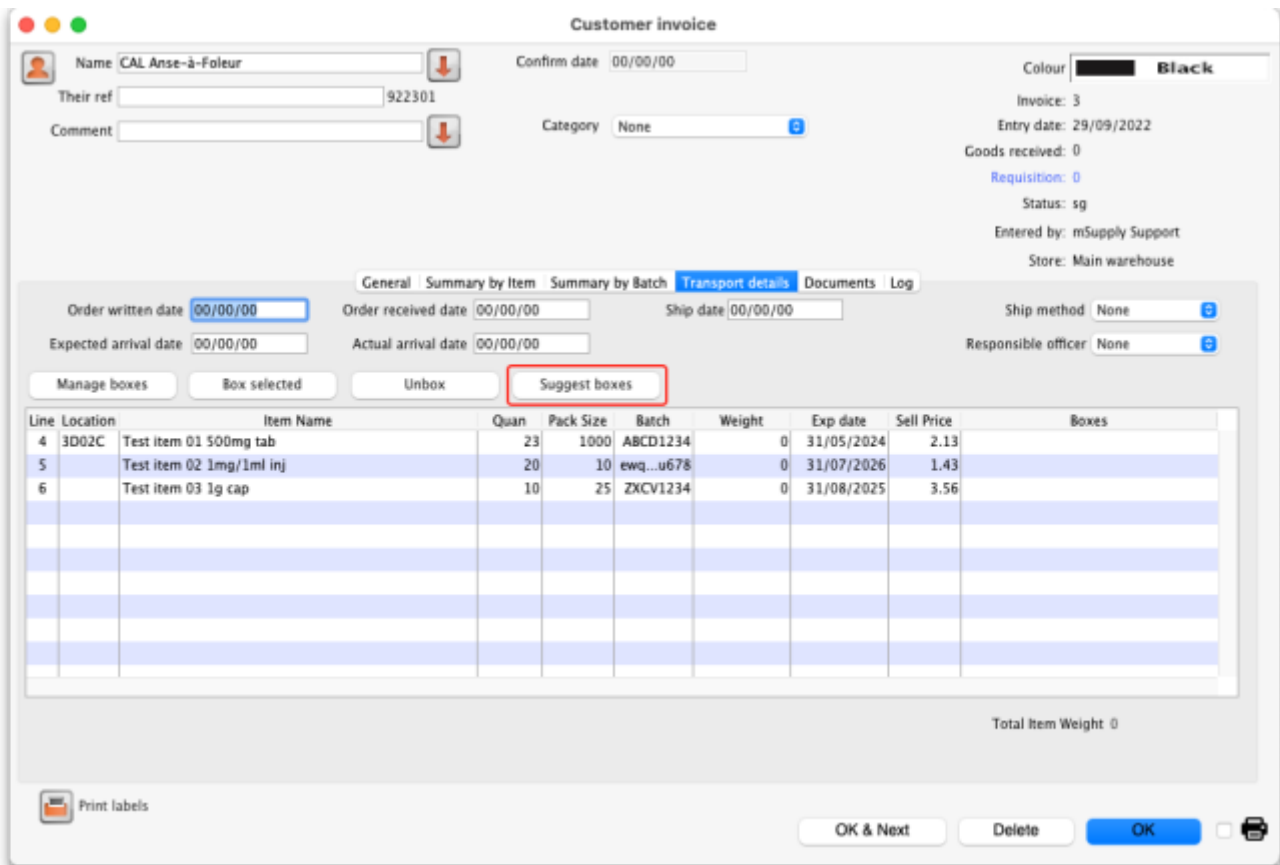 Customer invoice
Name CAL Anse-à-Foleur Confirm date 00/00/00 Colour Black
Their ref 922301 Invoice: 3
Comment Category None Entry date: 29/09/2022
Goods received: 0
Requisition: 0
Status: sg
Entered by: mSupply Support
Store: Main warehouse
General Summary by Item Summary by Batch Transport details Documents Log
Order written date 00/00/00 Order received date 00/00/00 Ship date 00/00/00 Ship method None
Expected arrival date 00/00/00 Actual arrival date 00/00/00 Responsible officer None
Manage boxes Box selected Unbox Suggest boxes
Line Location Item Name Quan Pack Size Batch Weight Exp date Sell Price Boxes
4 3D02C Test item 01 500mg tab 23 1000 ABCD1234 0 31/05/2024 2.13
5 Test item 02 1mg/1ml inj 20 10 ewq...u678 0 31/07/2026 1.43
6 Test item 03 1g cap 10 25 ZXCV1234 0 31/08/2025 3.56
Total Item Weight 0
Print labels
OK & Next Delete OK